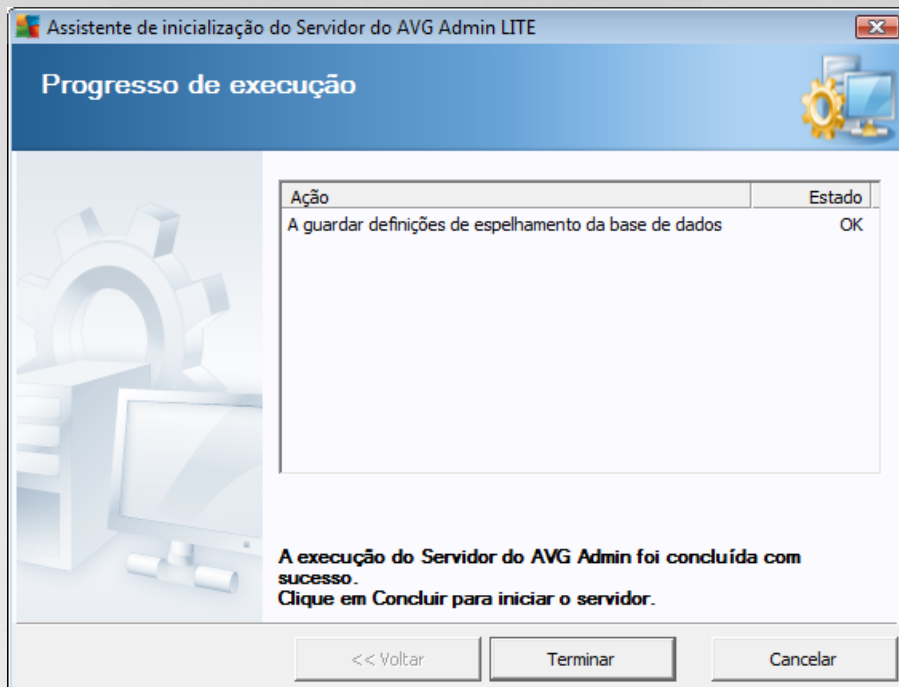 Assistente de inicialização do Servidor do AVG Admin LITE
Progresso de execução
Ação Estado
A guardar definições de espelhamento da base de dados OK
A execução do Servidor do AVG Admin foi concluída com
sucesso.
Clique em Concluir para iniciar o servidor.
<< Voltar Terminar Cancelar